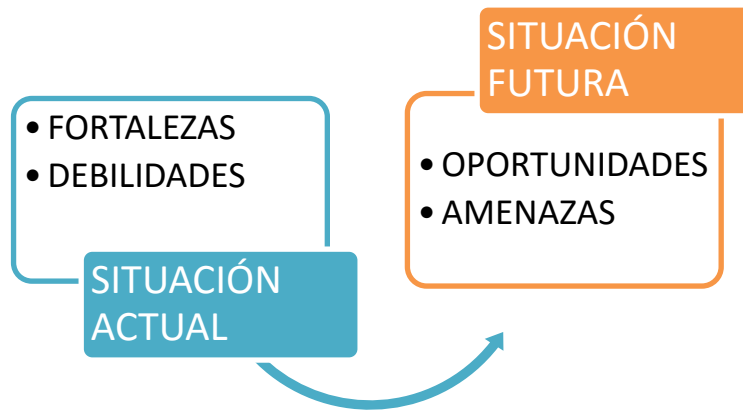 • FORTALEZAS
• DEBILIDADES
SITUACIÓN
ACTUAL
SITUACIÓN
FUTURA
• OPORTUNIDADES
• AMENAZAS